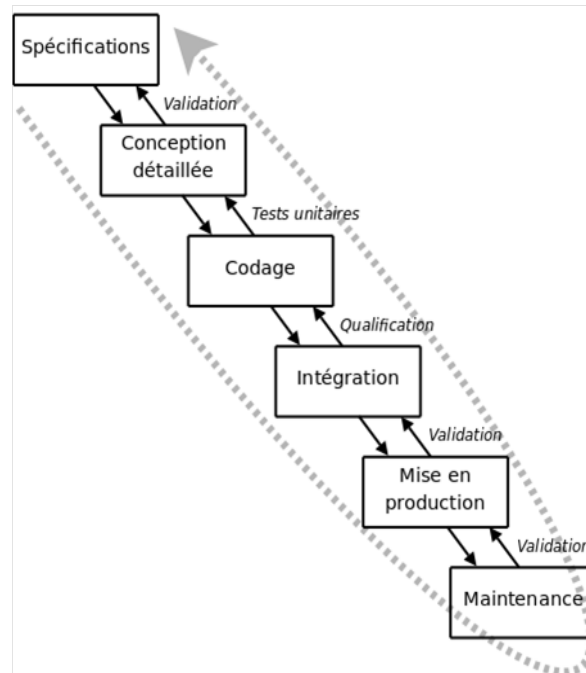 Spécifications
Validation
Conception
détaillée
Tests unitaires
Codage
Qualification
Intégration
Validation
Mise en
production
Validation
Maintenance